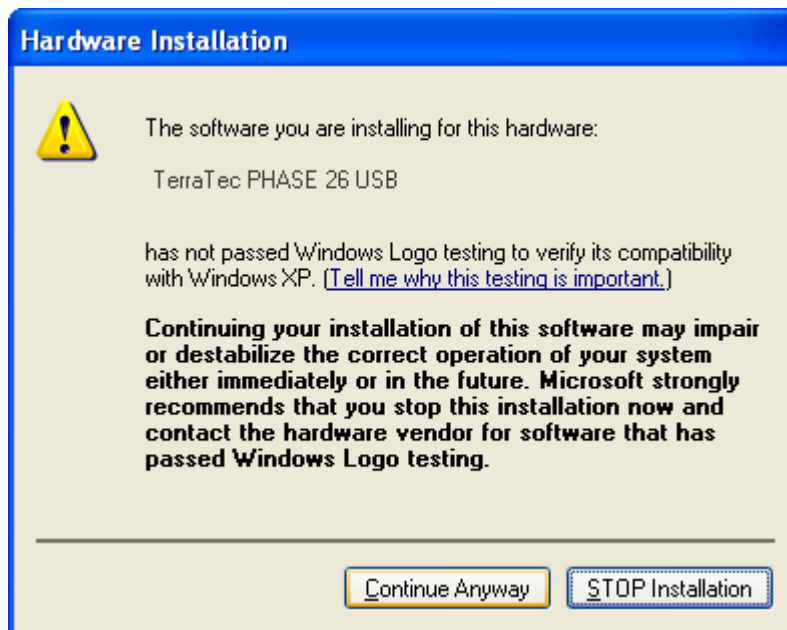 Hardware Installation
The software you are installing for this hardware:
TerraTec PHASE 26 USB
has not passed Windows Logo testing to verify its compatibility
with Windows XP. (Tell me why this testing is important.)
Continuing your installation of this software may impair
or destabilize the correct operation of your system
either immediately or in the future. Microsoft strongly
recommends that you stop this installation now and
contact the hardware vendor for software that has
passed Windows Logo testing.
Continue Anyway
STOP Installation